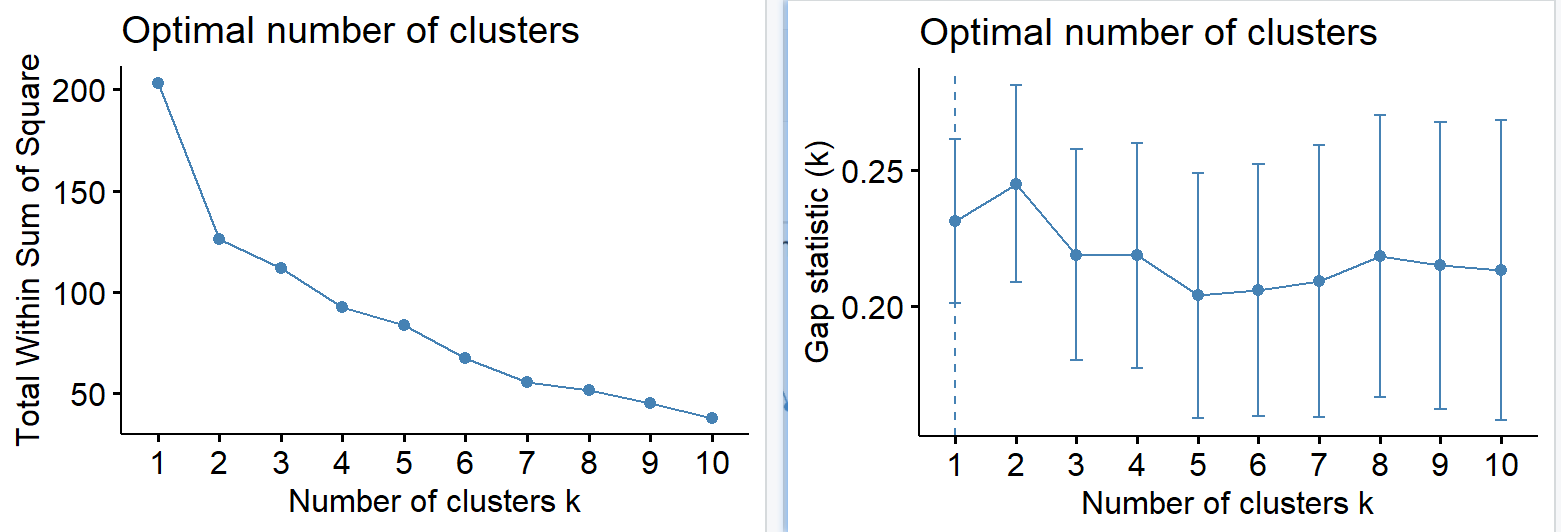 Optimal number of clusters
Total Within Sum of Square
200
150
100
50
1 2 3 4 5 6 7 8 9 10
Number of clusters k
Optimal number of clusters
Gap statistic (k)
0.25
0.20
1 2 3 4 5 6 7 8 9 10
Number of clusters k